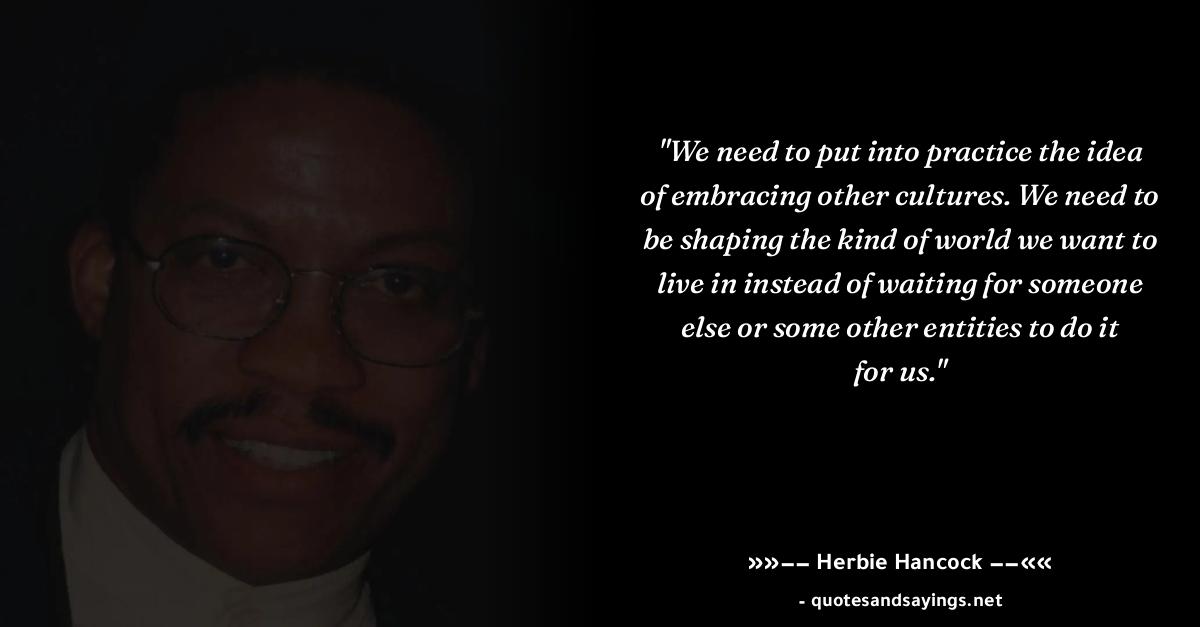 "We need to put into practice the idea
of embracing other cultures. We need to
be shaping the kind of world we want to
live in instead of waiting for someone
else or some other entities to do it
for us."
»»−− Herbie Hancock −−««
- quotesandsayings.net